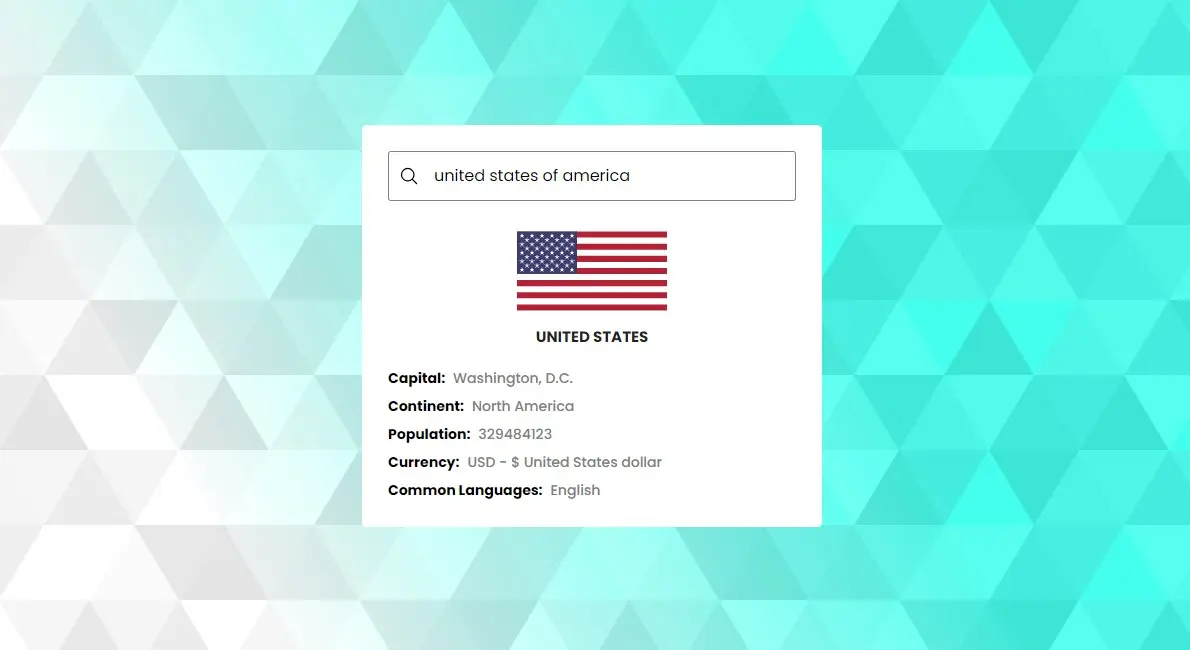 united states of america
UNITED STATES
Capital: Washington, D.C.
Continent: North America
Population: 329484123
Currency: USD - $ United States dollar
Common Languages: English